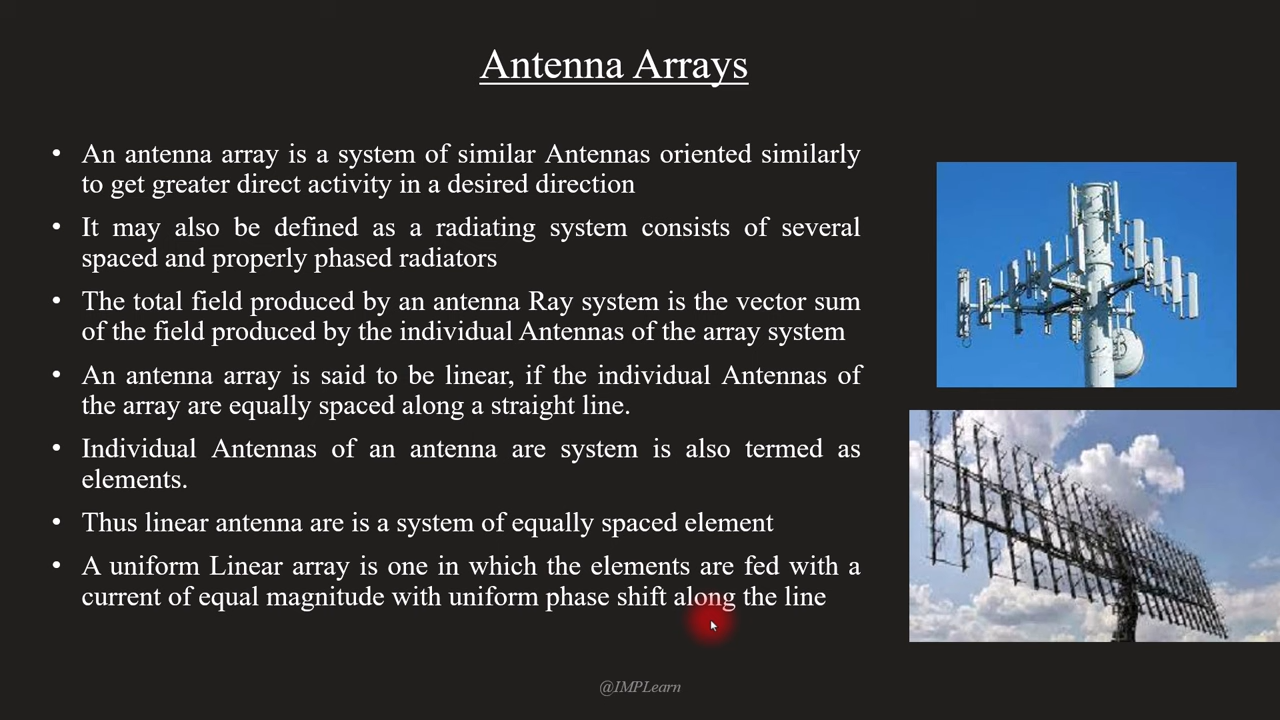 Antenna Arrays
• An antenna array is a system of similar Antennas oriented similarly
to get greater direct activity in a desired direction
• It may also be defined as a radiating system consists of several
spaced and properly phased radiators
• The total field produced by an antenna Ray system is the vector sum
of the field produced by the individual Antennas of the array system
• An antenna array is said to be linear, if the individual Antennas of
the array are equally spaced along a straight line.
• Individual Antennas of an antenna are system is also termed as
elements.
• Thus linear antenna are is a system of equally spaced element
• A uniform Linear array is one in which the elements are fed with a
current of equal magnitude with uniform phase shift along the line
@IMPLearn